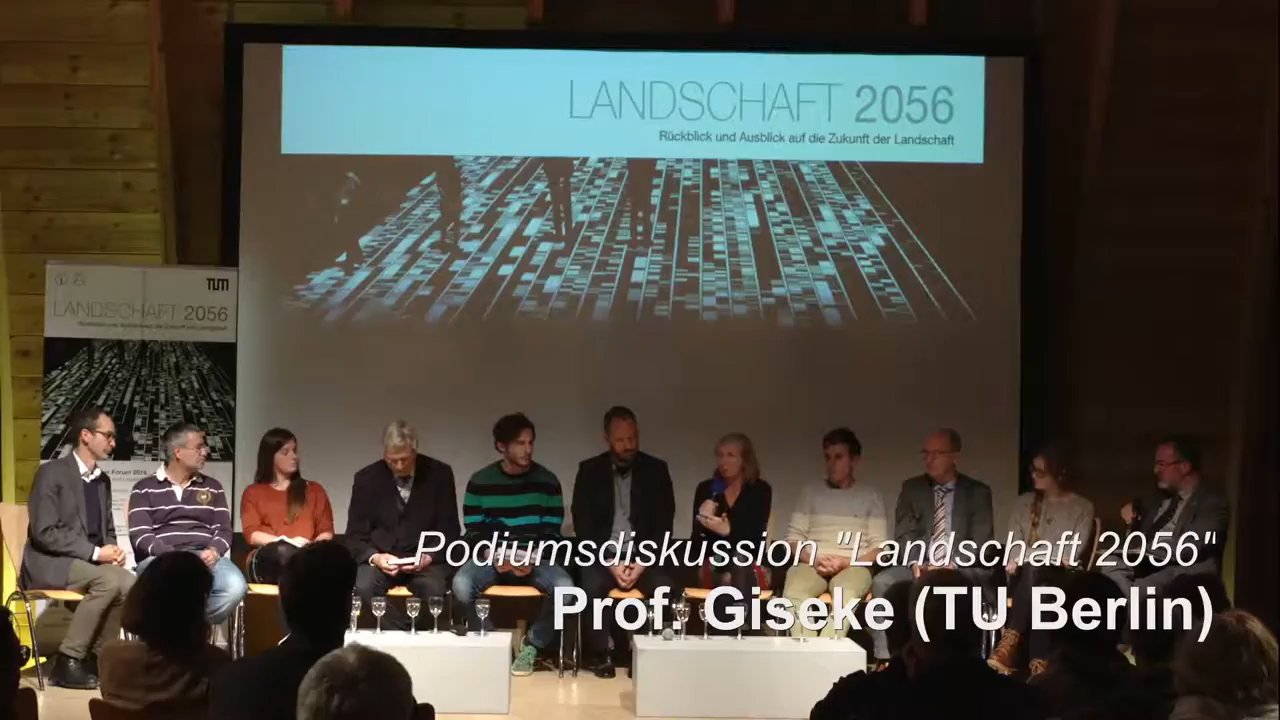 LANDSCHAFT 2056
Rückblick und Ausblick auf die Zukunft der Landschaft
TUM
LANDSCHAFT 2056
Podiumsdiskussion "Landschaft 2056"
Prof. Giseke (TU Berlin)